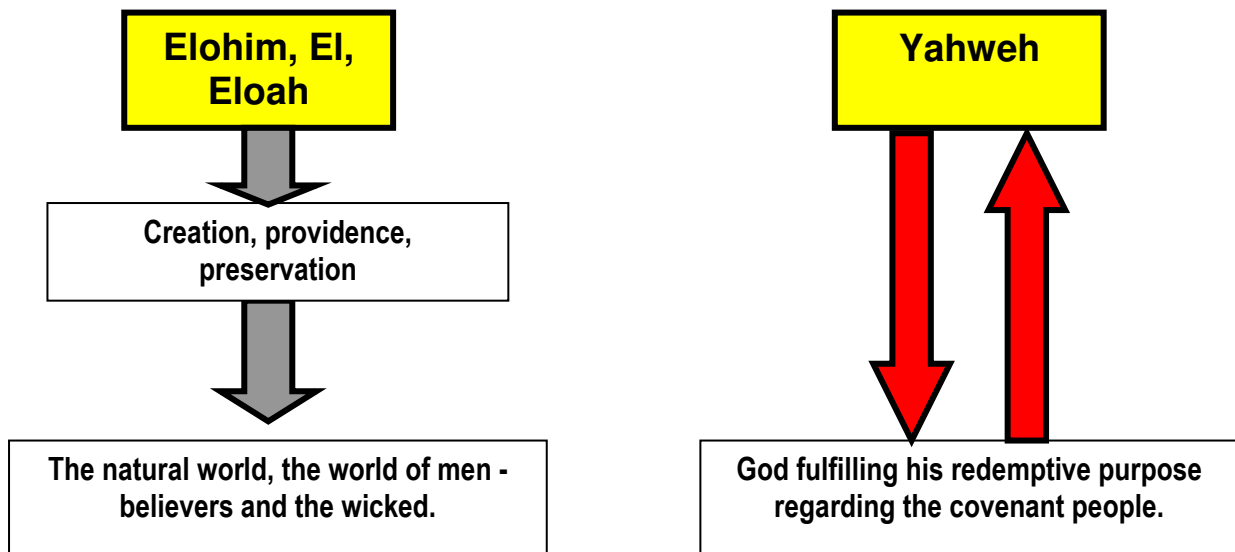 Elohim, El,
Eloah
Creation, providence,
preservation
The natural world, the world of men -
believers and the wicked.
Yahweh
God fulfilling his redemptive purpose
regarding the covenant people.